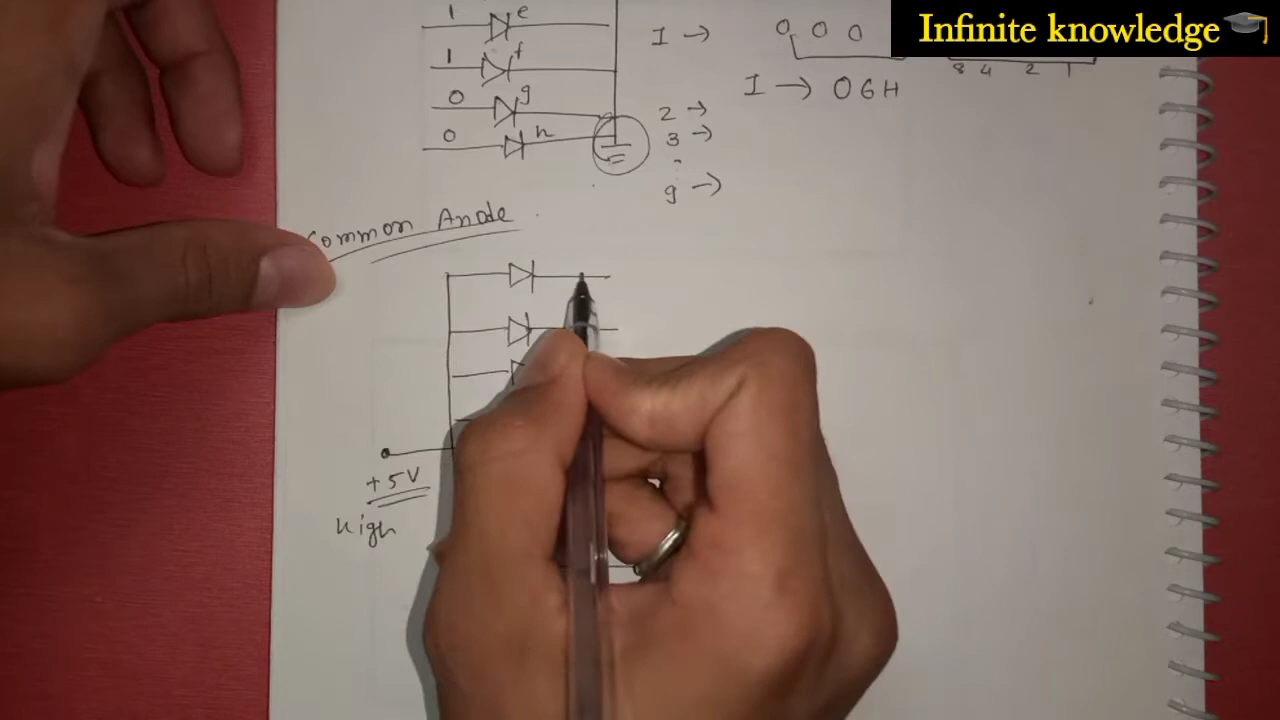 Infinite knowledge
1 e
1 f
0 g
0 h
I → 0 0 0
8 4 2 1
I → 06H
2 →
3 →
9 →
Common Anode
+5V
High